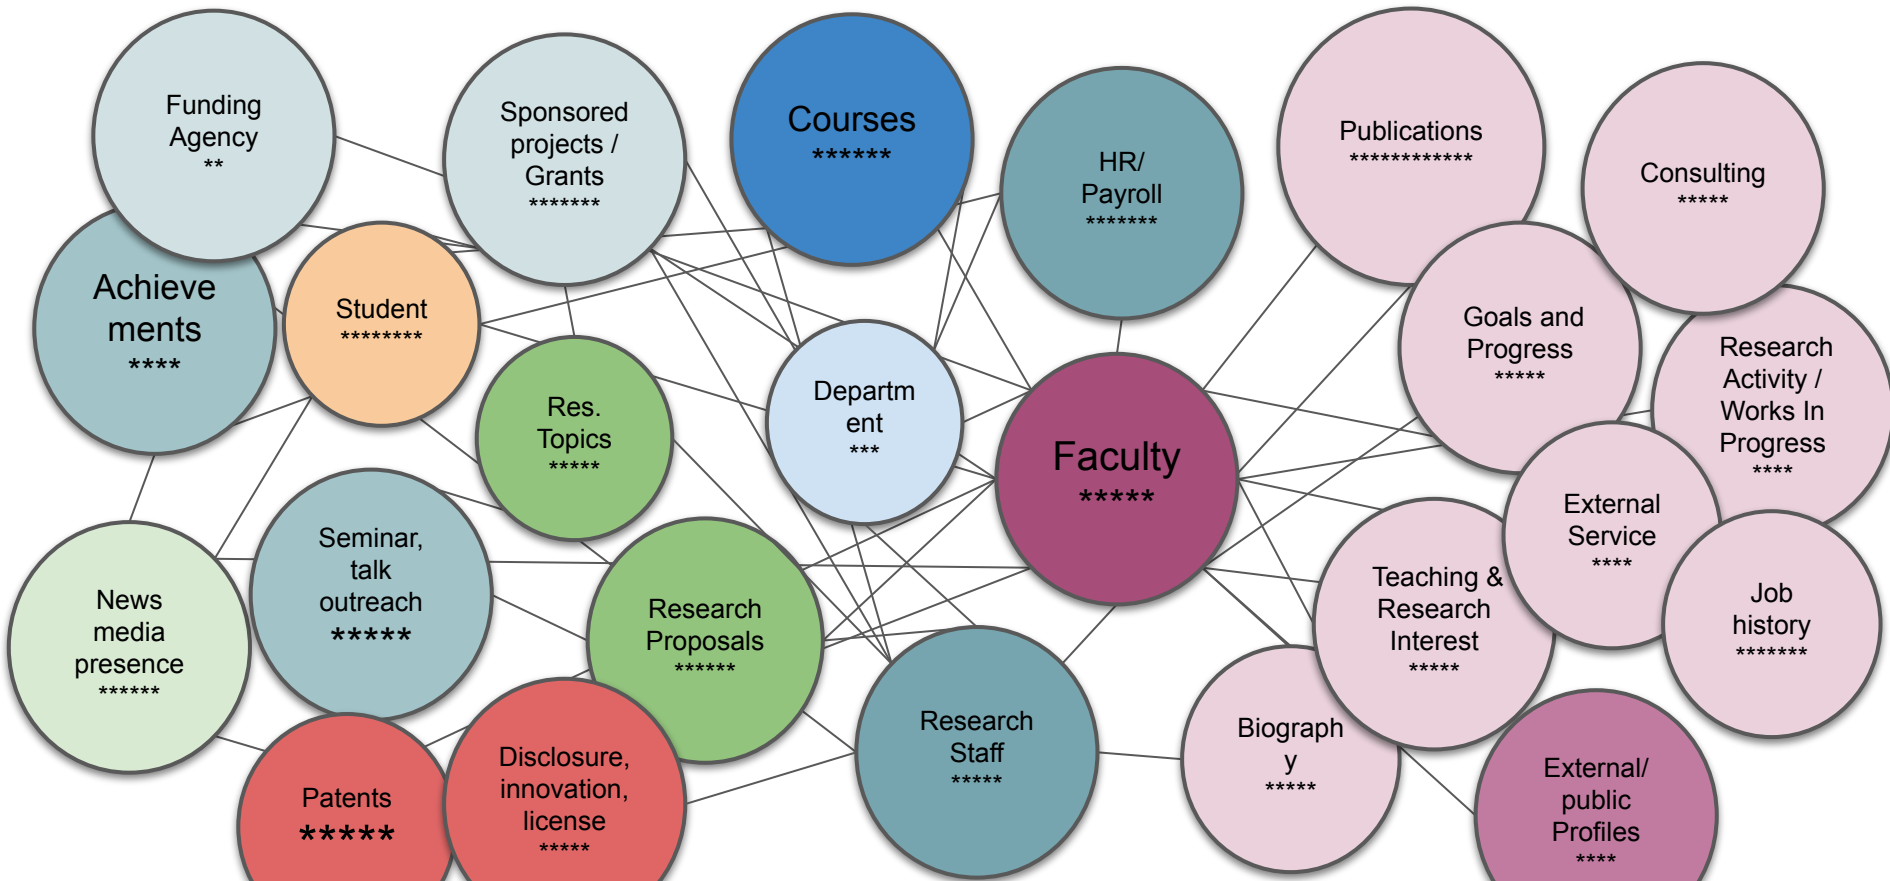 Funding
Agency
**
Sponsored
projects /
Grants
*******
Courses
******
HR/
Payroll
*******
Publications
************
Consulting
*****
Achieve
ments
****
Student
********
Res.
Topics
*****
Departm
ent
***
Faculty
*****
Goals and
Progress
*****
Research
Activity /
Works In
Progress
****
News
media
presence
******
Seminar,
talk
outreach
*****
Research
Proposals
******
External
Service
****
Teaching &
Research
Interest
*****
Job
history
*******
Patents
*****
Disclosure,
innovation,
license
*****
Research
Staff
*****
Biograph
y
*****
External/
public
Profiles
****